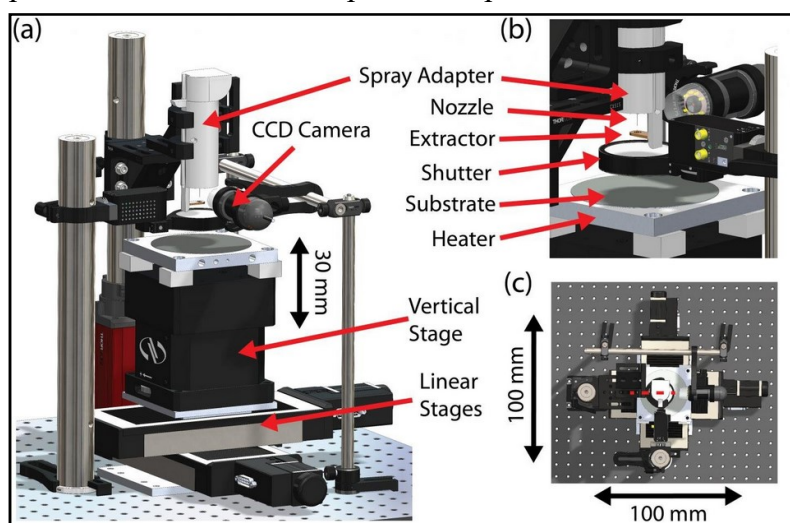 (a)
(b)
Spray Adapter
Nozzle
CCD Camera
Extractor
Shutter
Substrate
Heater
30 mm
(c)
Vertical
Stage
Linear
Stages
100 mm
100 mm